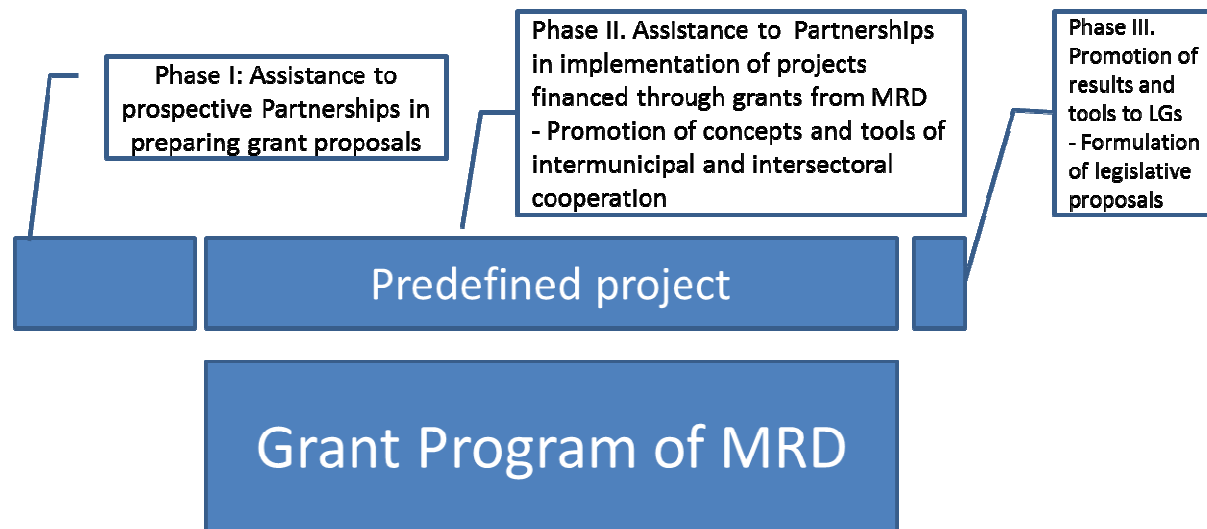 Phase I: Assistance to
prospective Partnerships in
preparing grant proposals
Phase II. Assistance to Partnerships
in implementation of projects
financed through grants from MRD
- Promotion of concepts and tools of
intermunicipal and intersectoral
cooperation
Phase III.
Promotion of
results and
tools to LGs
- Formulation
of legislative
proposals
Predefined project
Grant Program of MRD